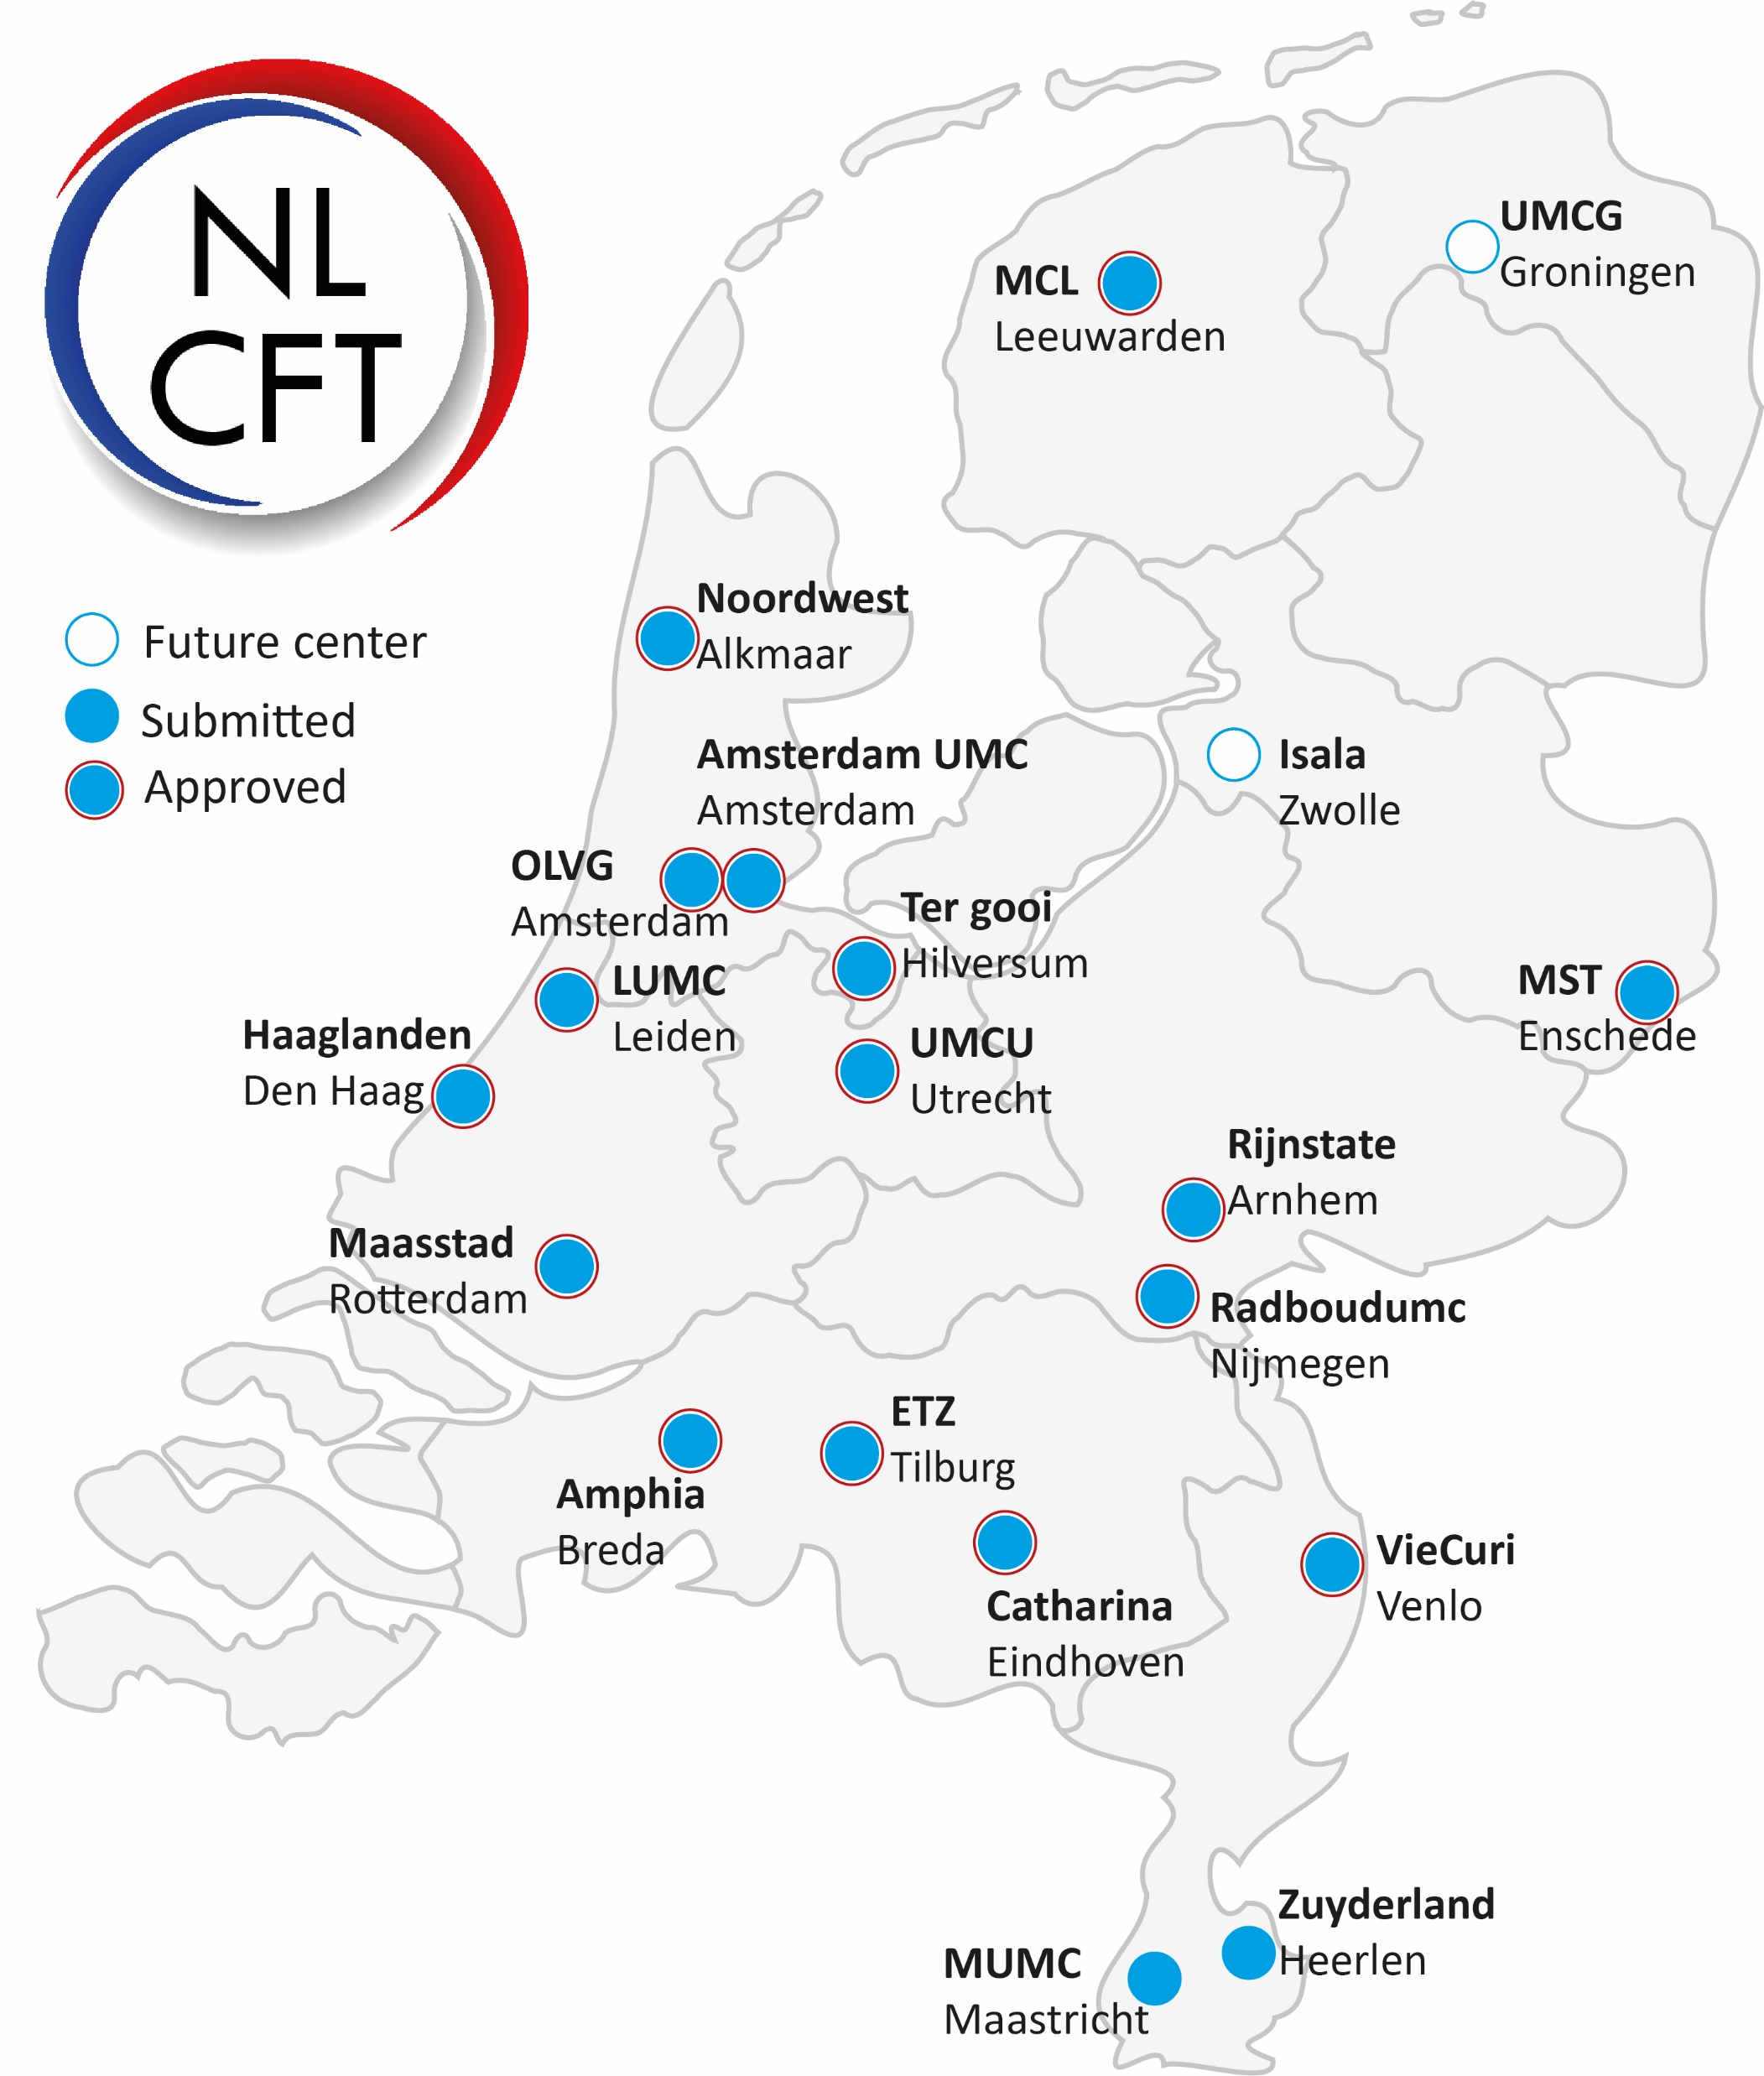 NL
CFT
Future center
Submitted
Approved
UMCG
Groningen
MCL
Leeuwarden
Noordwest
Alkmaar
Amsterdam UMC
Amsterdam
Isala
Zwolle
OLVG
Amsterdam
Ter gooi
Hilversum
LUMC
Leiden
MST
Enschede
Haaglanden
Den Haag
UMCU
Utrecht
Rijnstate
Arnhem
Maasstad
Rotterdam
Radboudumc
Nijmegen
ETZ
Tilburg
Amphia
Breda
VieCuri
Venlo
Catharina
Eindhoven
Zuyderland
Heerlen
MUMC
Maastricht